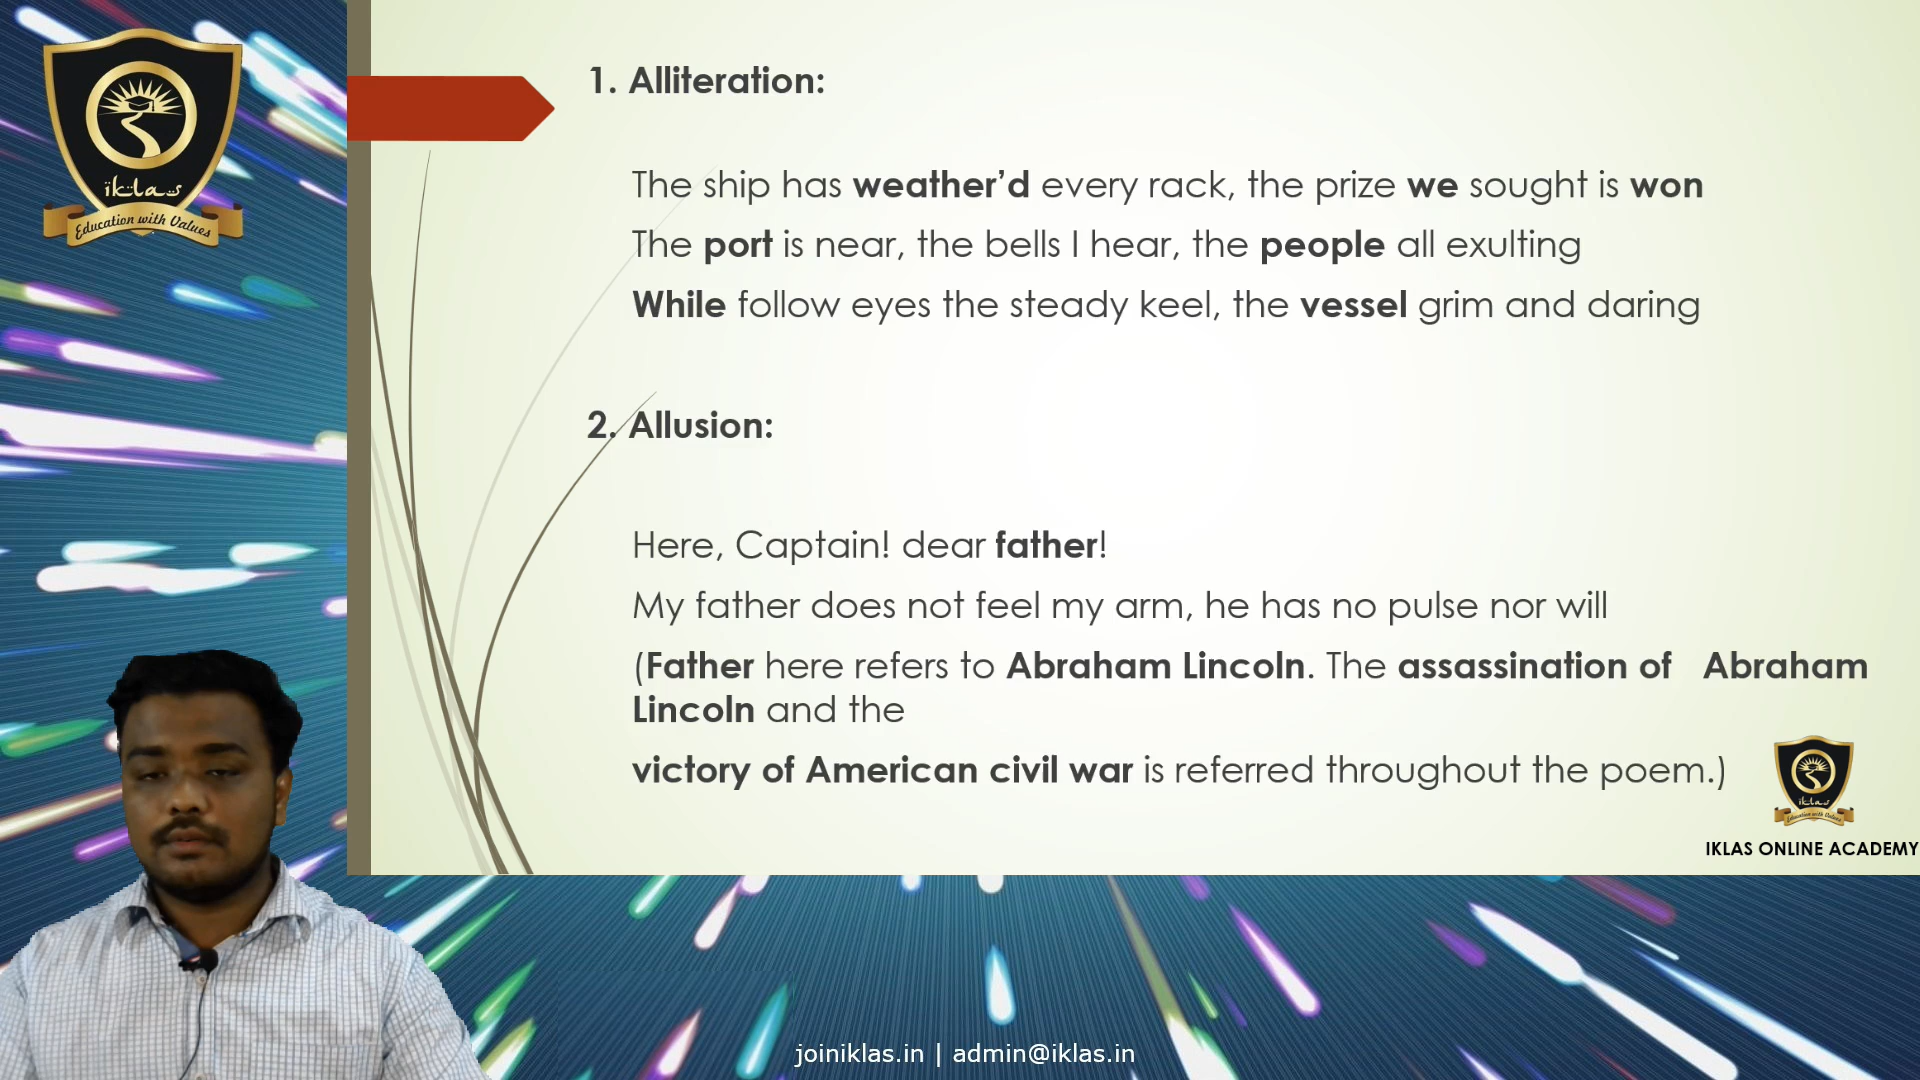 iklas
Education with Values
1. Alliteration:
The ship has weather’d every rack, the prize we sought is won
The port is near, the bells I hear, the people all exulting
While follow eyes the steady keel, the vessel grim and daring
2. Allusion:
Here, Captain! dear father!
My father does not feel my arm, he has no pulse nor will
(Father here refers to Abraham Lincoln. The assassination of Abraham
Lincoln and the
victory of American civil war is referred throughout the poem.)
iklas
Education with Values
IKLAS ONLINE ACADEMY
joiniklas.in | admin@iklas.in